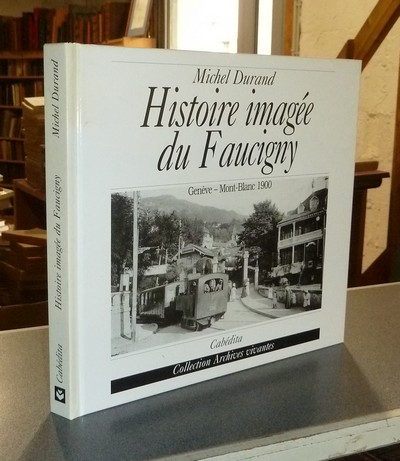 Michel Durand
Histoire imagée
du Faucigny
Genève – Mont-Blanc 1900
Cabédita
Collection Archives vivantes
Cabédita Histoire imagée du Faucigny Michel Durand